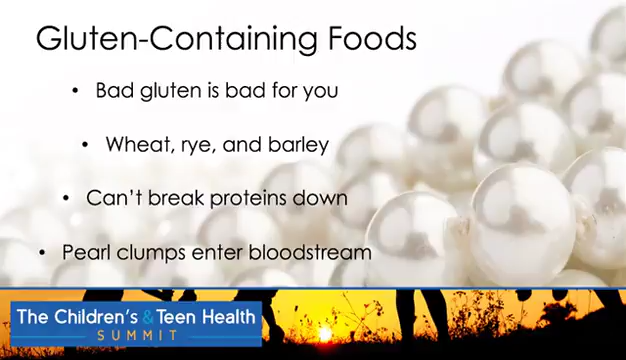 Gluten-Containing Foods
• Bad gluten is bad for you
• Wheat, rye, and barley
• Can't break proteins down
• Pearl clumps enter bloodstream
The Children's & Teen Health
SUMMIT